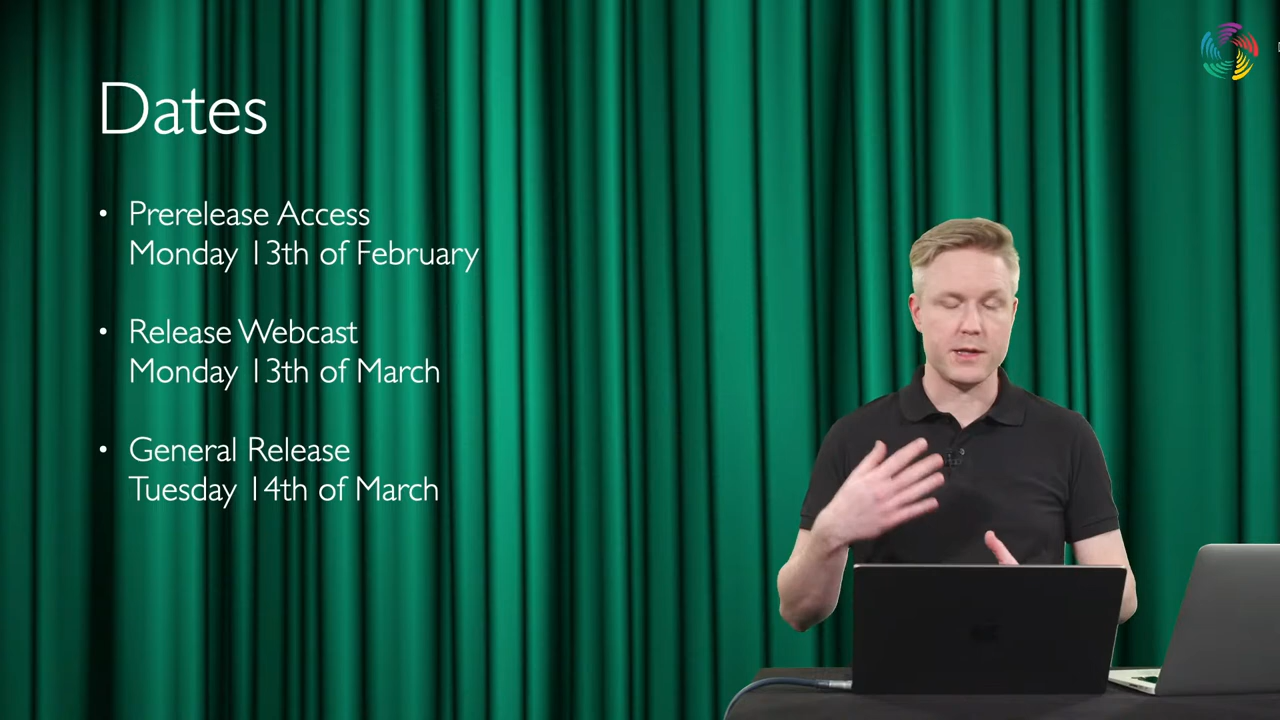 Dates
• Prerelease Access
Monday 13th of February
• Release Webcast
Monday 13th of March
• General Release
Tuesday 14th of March